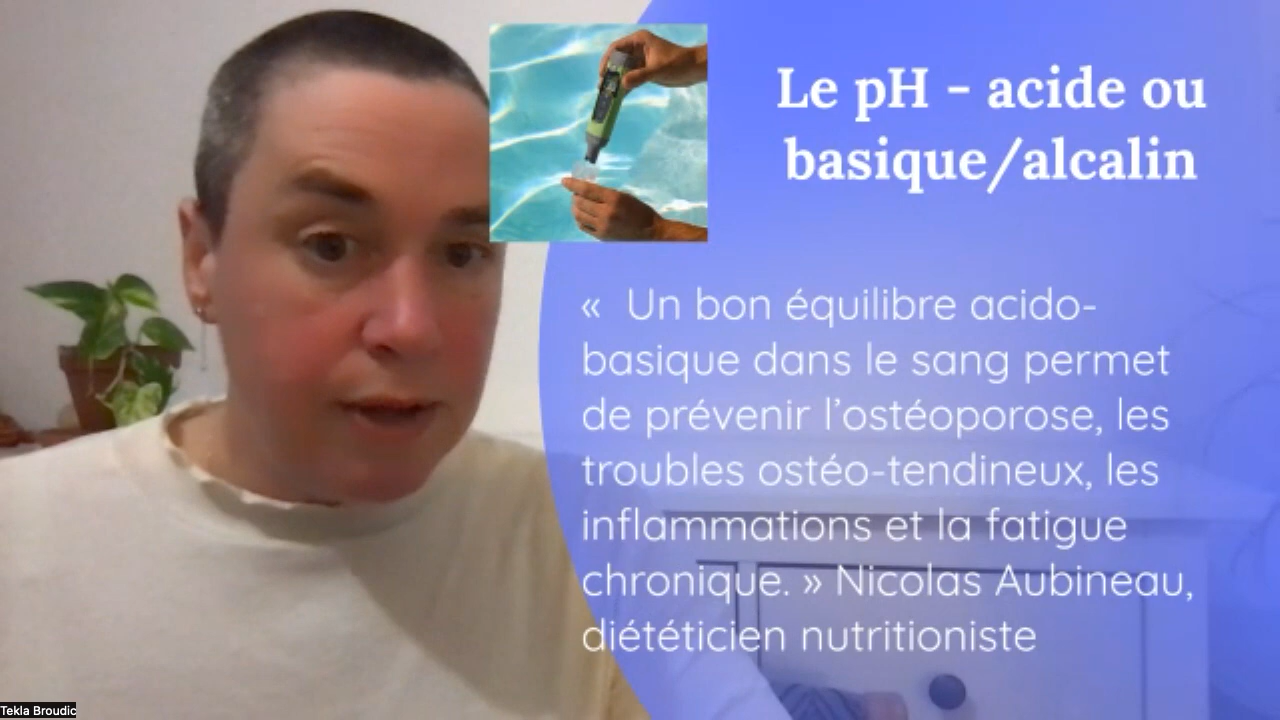 Le pH - acide ou
basique/alcalin
«  Un bon équilibre acido-
basique dans le sang permet
de prévenir l’ostéoporose, les
troubles ostéo-tendineux, les
inflammations et la fatigue
chronique. » Nicolas Aubineau,
diététicien nutritioniste
Tekla Broudic